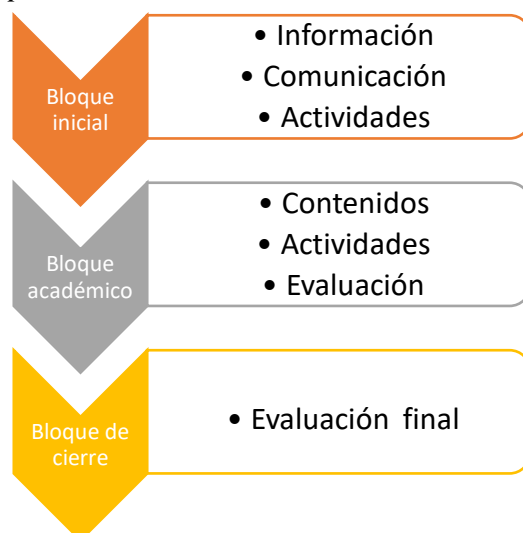 Bloque
inicial
• Información
• Comunicación
• Actividades
Bloque
académico
• Contenidos
• Actividades
• Evaluación
Bloque de
cierre
• Evaluación final